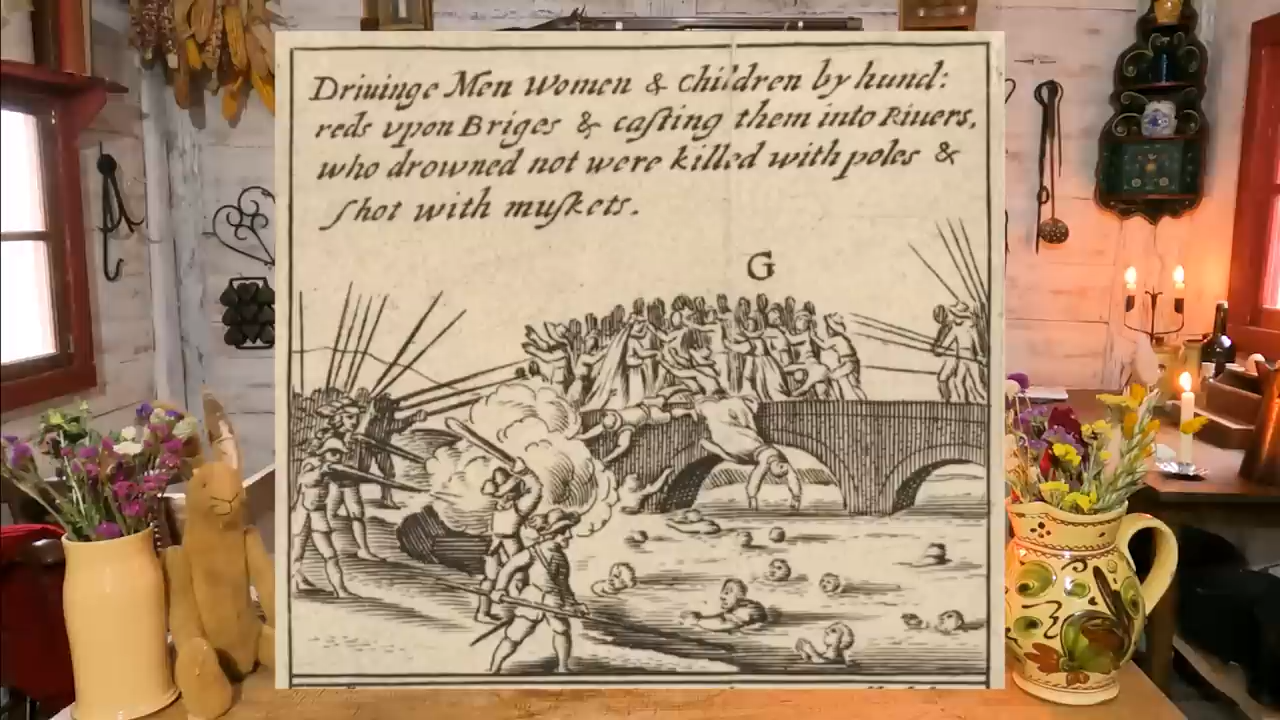 Driuinge Men Women & children by hund:
reds vpon Briges & caſting them into Riuers,
who drowned not were killed with poles &
ſhot with muſkets.
G